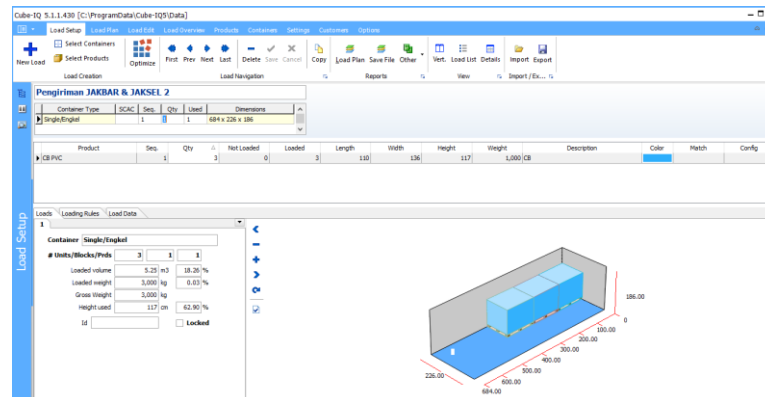 Cube-IQ 5.1.1.430 [C:\ProgramData\Cube-IQ5\Data]
Load Setup Load Plan Load Edit Load Overview Products Containers Settings Customers Options
New Load
Select Containers
Select Products
Optimize
First Prev Next Last
Delete Save Cancel
Copy
Load Plan Save File Other
Vert. Load List Details
Import Export
Load Creation Load Navigation Reports View Import / Ex...
Pengiriman JAKBAR & JAKSEL 2
Container Type SCAC Seq. Qty Used Dimensions
Single/Engkel 1 1 1 684 x 226 x 186
Product Seq. Qty Not Loaded Loaded Length Width Height Weight Description Color Match Config
CB PVC 1 3 0 3 110 136 117 1,000 CB
Load Setup
Loads Loading Rules Load Data
1
Container Single/Engkel
# Units/Blocks/Prds 3 1 1
Loaded volume 5.25 m3 18.26 %
Loaded weight 3,000 kg 0.03 %
Gross Weight 3,000 kg
Height used 117 cm 62.90 %
Id Locked
186.00
0
100.00
200.00
300.00
400.00
500.00
600.00
684.00
226.00